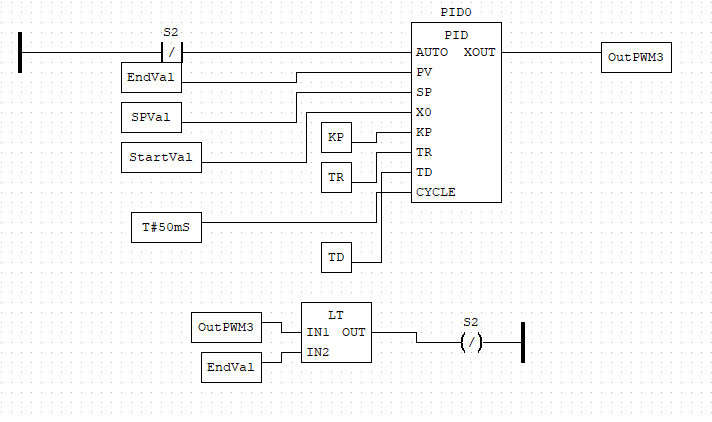 PID0
S2
PID
/
AUTO XOUT
OutPWM3
EndVal
PV
SP
SPVal
X0
KP
KP
StartVal
TR
TR
TD
CYCLE
T#50mS
TD
LT
S2
OutPWM3
IN1 OUT
/
IN2
EndVal